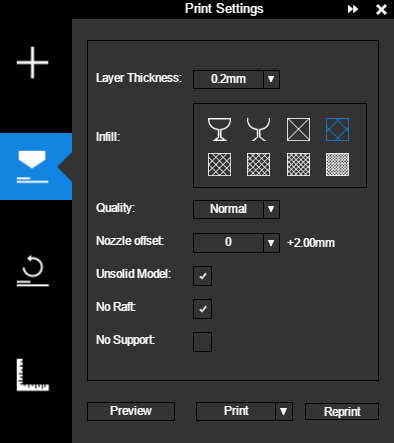 Print Settings
Layer Thickness: 0.2mm
Infill:
Quality: Normal
Nozzle offset: 0 +2.00mm
Unsolid Model:
No Raft:
No Support:
Preview Print Reprint